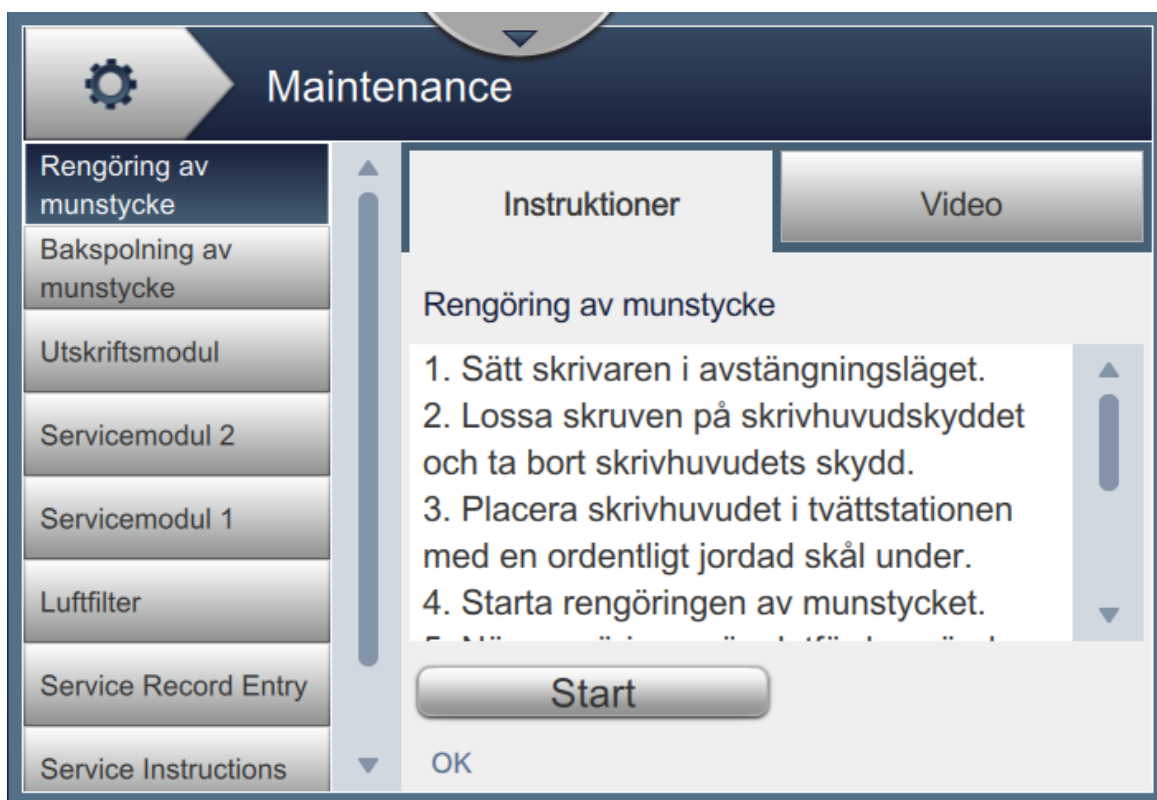 Maintenance
Rengöring av
munstycke
Bakspolning av
munstycke
Utskriftsmodul
Servicemodul 2
Servicemodul 1
Luftfilter
Service Record Entry
Service Instructions
Instruktioner
Video
Rengöring av munstycke
1. Sätt skrivaren i avstängningsläget.
2. Lossa skruven på skrivhuvudskyddet
och ta bort skrivhuvudets skydd.
3. Placera skrivhuvudet i tvättstationen
med en ordentligt jordad skål under.
4. Starta rengöringen av munstycket.
Start
OK